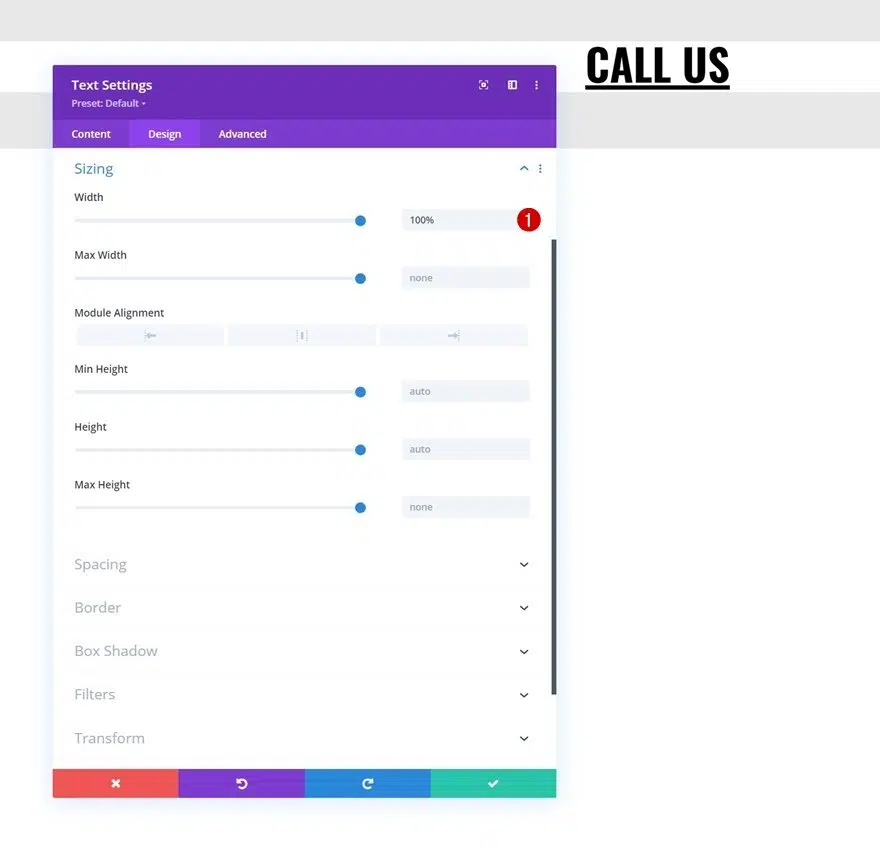 CALL US
Text Settings
Preset: Default
Content Design Advanced
Sizing
Width
100% 1
Max Width
none
Module Alignment
Min Height
auto
Height
auto
Max Height
none
Spacing
Border
Box Shadow
Filters
Transform